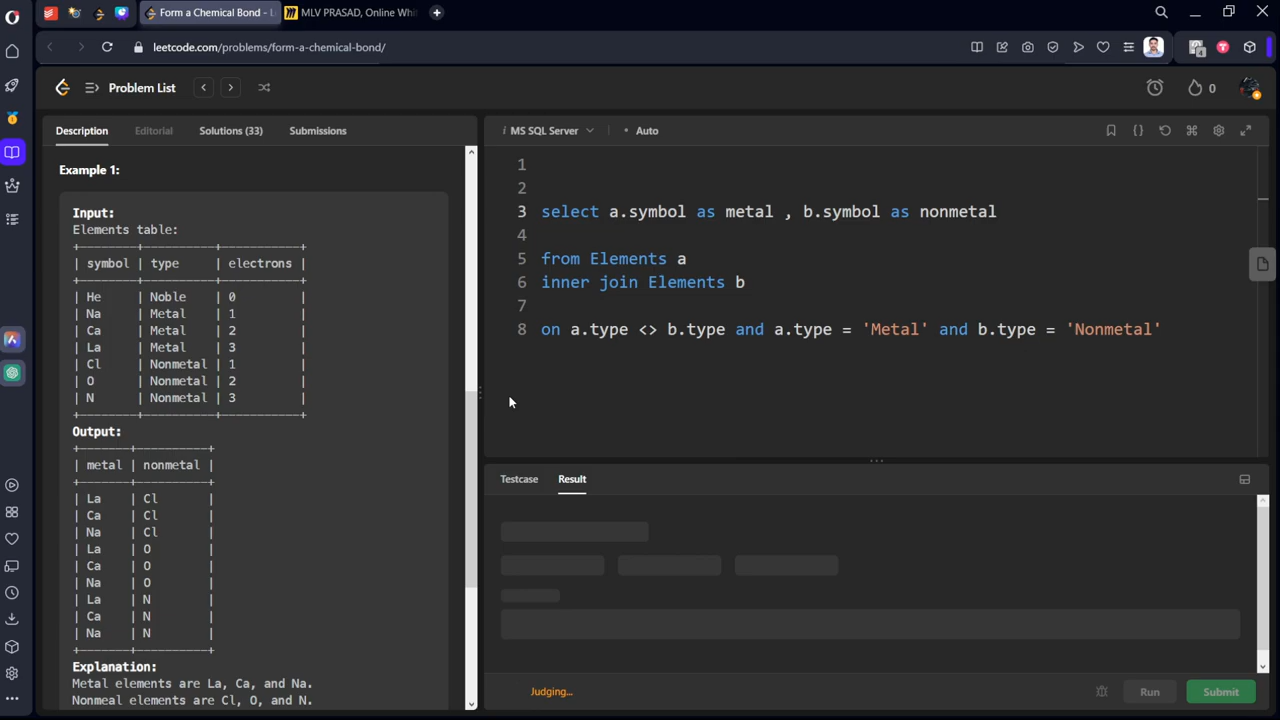 Form a Chemical Bond - L
MLV PRASAD, Online Whi
leetcode.com/problems/form-a-chemical-bond/
4
Problem List
0
Description Editorial Solutions (33) Submissions
i MS SQL Server • Auto
Example 1:
Input:
Elements table:
+--------+----------+-----------+
| symbol | type | electrons |
+--------+----------+-----------+
| He | Noble | 0 |
| Na | Metal | 1 |
| Ca | Metal | 2 |
| La | Metal | 3 |
| Cl | Nonmetal | 1 |
| O | Nonmetal | 2 |
| N | Nonmetal | 3 |
+--------+----------+-----------+
Output:
+-------+----------+
| metal | nonmetal |
+-------+----------+
| La | Cl |
| Ca | Cl |
| Na | Cl |
| La | O |
| Ca | O |
| Na | O |
| La | N |
| Ca | N |
| Na | N |
+-------+----------+
Explanation:
Metal elements are La, Ca, and Na.
Nonmeal elements are Cl, O, and N.
1
2
3 select a.symbol as metal , b.symbol as nonmetal
4
5 from Elements a
6 inner join Elements b
7
8 on a.type <> b.type and a.type = 'Metal' and b.type = 'Nonmetal'
Testcase Result
Judging...
Run Submit